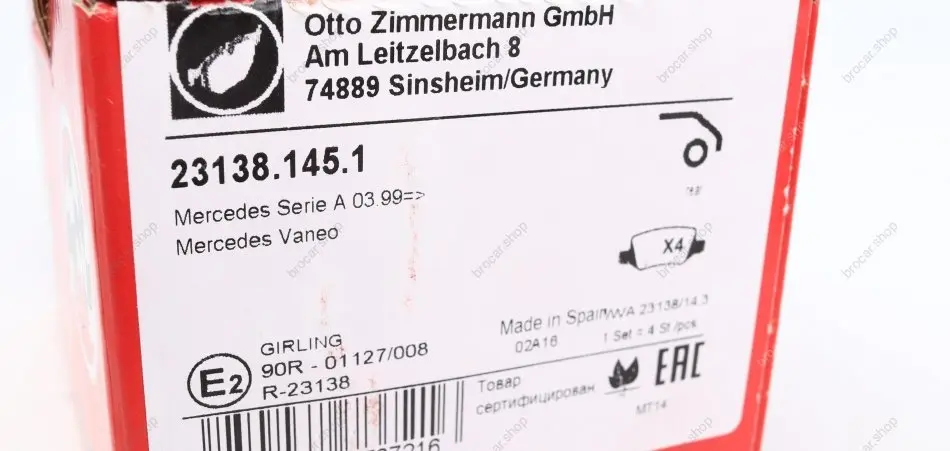 Otto Zimmermann GmbH
Am Leitzelbach 8
74889 Sinsheim/Germany
23138.145.1
Mercedes Serie A 03.99=>
Mercedes Vaneo
X4
Made in Spain
WVA 23138/14.3
02A16
1 Set = 4 St./pcs.
GIRLING
90R - 01127/008
R-23138
E2
Товар
сертифицирован
EAC
MT14
brocar.shop